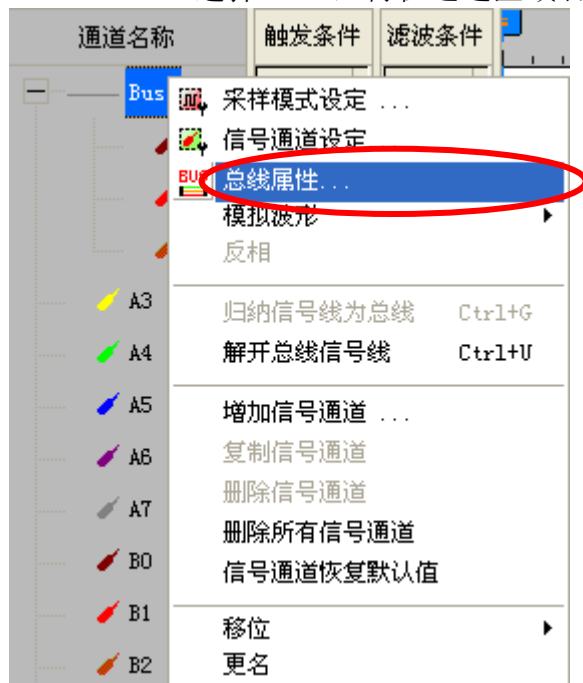 通道名称 触发条件 滤波条件
Bus
采样模式设定 ...
信号通道设定
BUS 总线属性...
模拟波形
反相
A3
归纳信号线为总线 Ctrl+G
A4 解开总线信号线 Ctrl+U
A5 增加信号通道 ...
A6 复制信号通道
删除信号通道
A7
删除所有信号通道
B0 信号通道恢复默认值
B1
移位
B2 更名